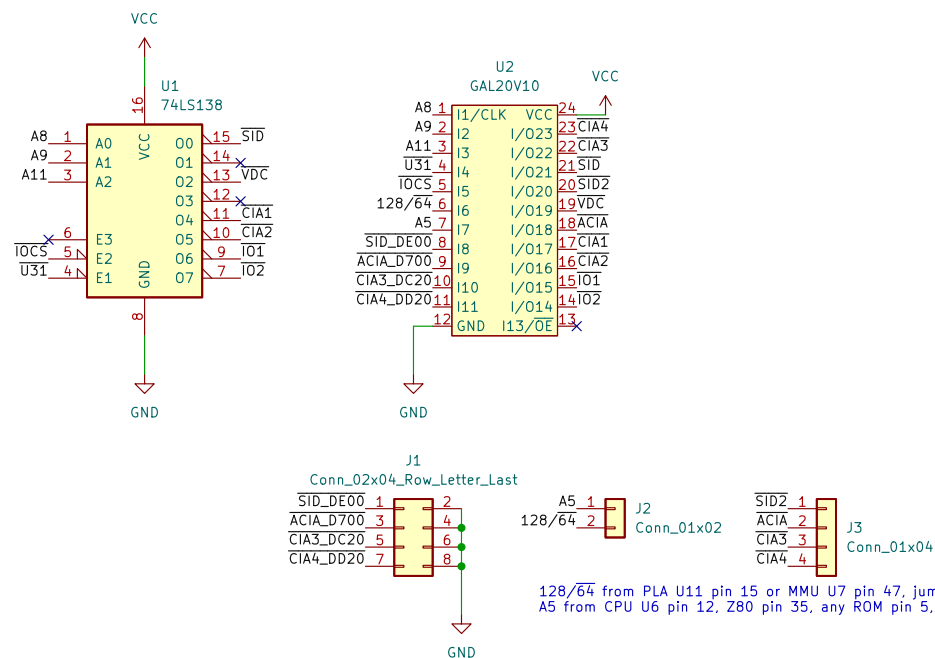 VCC
U1
74LS138
16
VCC
A8 1 A0 O0 15 SID
A9 2 A1 O1 14
A11 3 A2 O2 13 VDC
O3 12
O4 11 CIA1
6 E3 O5 10 CIA2
IOCS 5 E2 O6 9 IO1
U31 4 E1 O7 7 IO2
GND
8
GND
U2
GAL20V10
VCC
A8 1 I1/CLK VCC 24
A9 2 I2 I/O23 23 CIA4
A11 3 I3 I/O22 22 CIA3
U31 4 I4 I/O21 21 SID
IOCS 5 I5 I/O20 20 SID2
128/64 6 I6 I/O19 19 VDC
A5 7 I7 I/O18 18 ACIA
SID_DE00 8 I8 I/O17 17 CIA1
ACIA_D700 9 I9 I/O16 16 CIA2
CIA3_DC20 10 I10 I/O15 15 IO1
CIA4_DD20 11 I11 I/O14 14 IO2
12 GND I13/OE 13
GND
J1
Conn_02x04_Row_Letter_Last
SID_DE00 1 2
ACIA_D700 3 4
CIA3_DC20 5 6
CIA4_DD20 7 8
GND
A5 1 J2
128/64 2 Conn_01x02
SID2 1
ACIA 2 J3
CIA3 3 Conn_01x04
CIA4 4
128/64 from PLA U11 pin 15 or MMU U7 pin 47, jum
A5 from CPU U6 pin 12, Z80 pin 35, any ROM pin 5,